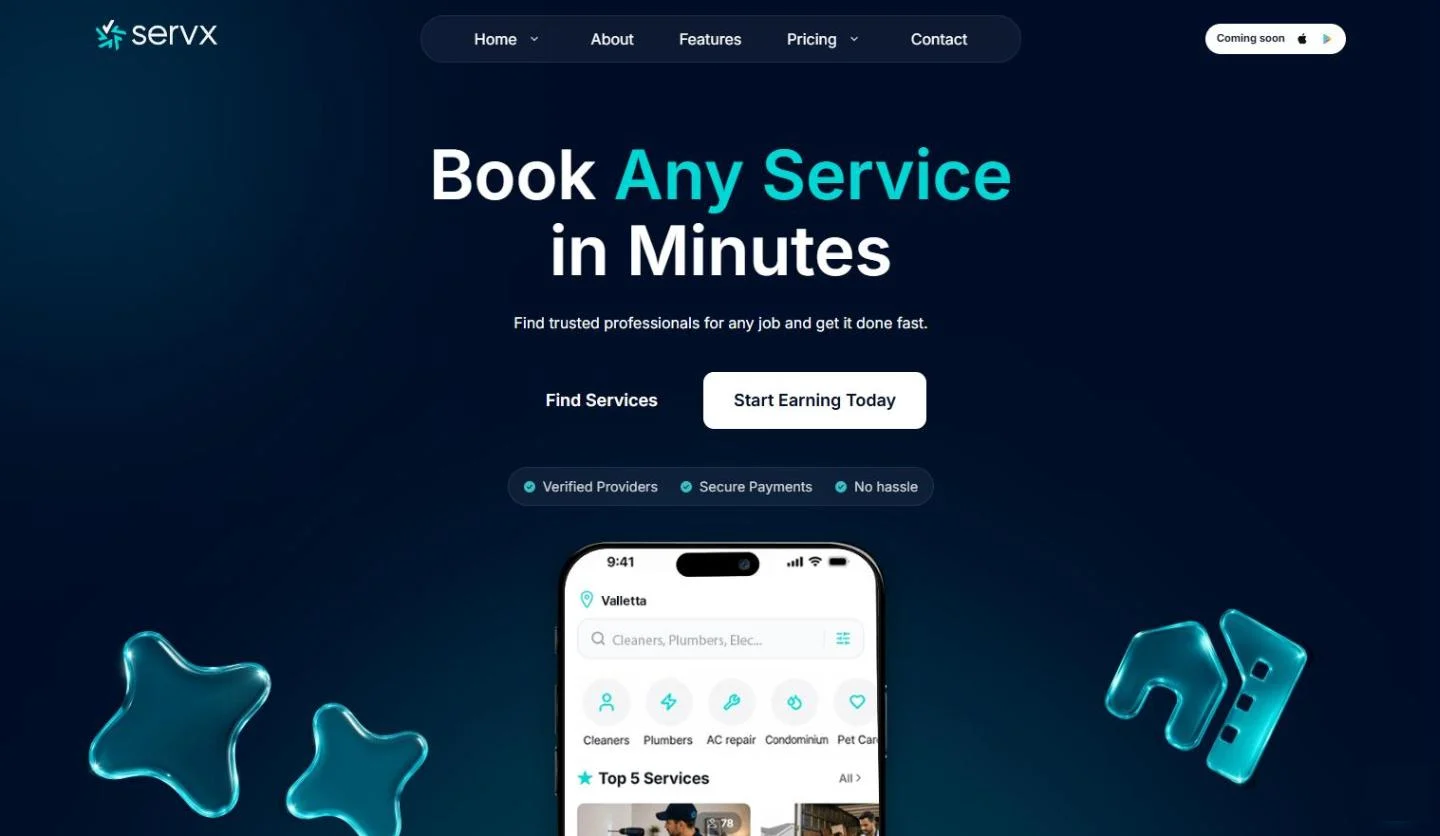 servx
Home
About
Features
Pricing
Contact
Coming soon
Book Any Service
in Minutes
Find trusted professionals for any job and get it done fast.
Find Services
Start Earning Today
Verified Providers
Secure Payments
No hassle
9:41
Valletta
Cleaners, Plumbers, Elec...
Cleaners
Plumbers
AC repair
Condominium
Pet Car
Top 5 Services
All
78